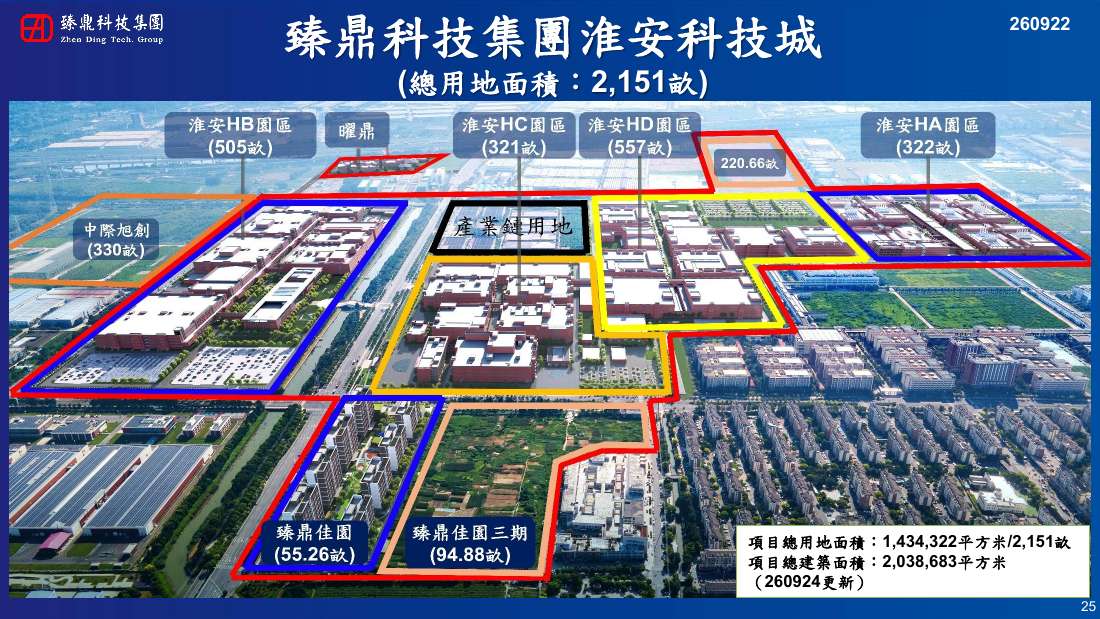 臻鼎科技集團
Zhen Ding Tech. Group
臻鼎科技集團淮安科技城
260922
(總用地面積：2,151畝)
淮安HB園區
(505畝)
曜鼎
淮安HC園區
(321畝)
淮安HD園區
(557畝)
220.66畝
淮安HA園區
(322畝)
中際旭創
(330畝)
產業鏈用地
臻鼎佳園
(55.26畝)
臻鼎佳園三期
(94.88畝)
項目總用地面積：1,434,322平方米/2,151畝
項目總建築面積：2,038,683平方米
（260924更新）
25